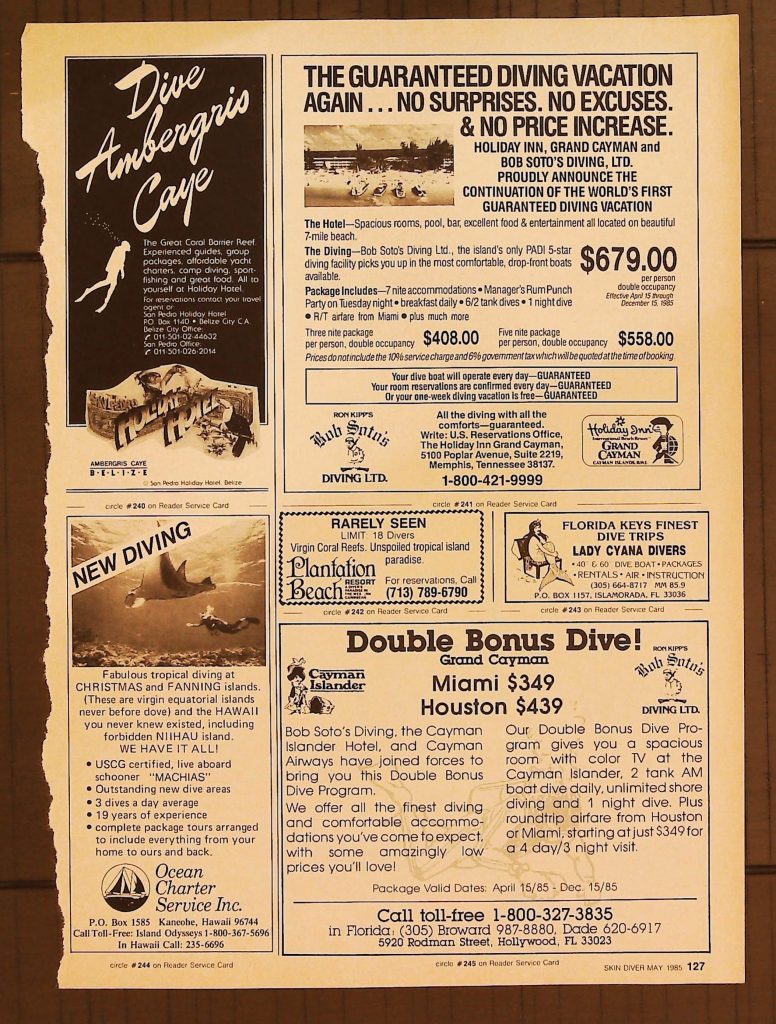 Dive
Ambergris
Caye
The Great Coral Barrier Reef.
Experienced guides, group
packages, affordable yacht
charters, camp diving, sport-
fishing and great food. All to
yourself at Holiday Hotel.
For reservations contact your travel
agent or
San Pedro Holiday Hotel
P.O. Box 1140 • Belize City C.A.
Belize City Office:
✆ 011-501-02-44632
San Pedro Office:
✆ 011-501-026-2014
HOLIDAY HOTEL
AMBERGRIS CAYE
B•E•L•I•Z•E
© San Pedro Holiday Hotel, Belize
circle #240 on Reader Service Card
THE GUARANTEED DIVING VACATION
AGAIN . . . NO SURPRISES. NO EXCUSES.
& NO PRICE INCREASE.
HOLIDAY INN, GRAND CAYMAN and
BOB SOTO'S DIVING, LTD.
PROUDLY ANNOUNCE THE
CONTINUATION OF THE WORLD'S FIRST
GUARANTEED DIVING VACATION
The Hotel—Spacious rooms, pool, bar, excellent food & entertainment all located on beautiful
7-mile beach.
The Diving—Bob Soto's Diving Ltd., the island's only PADI 5-star
diving facility picks you up in the most comfortable, drop-front boats
available.
$679.00
per person
double occupancy
Effective April 15 through
December 15, 1985
Package Includes—7 nite accommodations • Manager's Rum Punch
Party on Tuesday night • breakfast daily • 6/2 tank dives • 1 night dive
• R/T airfare from Miami • plus much more
Three nite package
per person, double occupancy $408.00
Five nite package
per person, double occupancy $558.00
Prices do not include the 10% service charge and 6% government tax which will be quoted at the time of booking.
Your dive boat will operate every day—GUARANTEED
Your room reservations are confirmed every day—GUARANTEED
Or your one-week diving vacation is free—GUARANTEED
RON KIPP'S
Bob Soto's
DIVING LTD.
All the diving with all the
comforts—guaranteed.
Write: U.S. Reservations Office,
The Holiday Inn Grand Cayman,
5100 Poplar Avenue, Suite 2219,
Memphis, Tennessee 38137.
1-800-421-9999
Holiday Inn
International Beach Resort
GRAND
CAYMAN
CAYMAN ISLANDS, B.W.I.
circle #241 on Reader Service Card
RARELY SEEN
LIMIT: 18 Divers
Virgin Coral Reefs. Unspoiled tropical island
paradise.
Plantation
Beach RESORT
For reservations, Call
(713) 789-6790
circle #242 on Reader Service Card
FLORIDA KEYS FINEST
DIVE TRIPS
LADY CYANA DIVERS
• 40' & 60' DIVE BOAT • PACKAGES
• RENTALS • AIR • INSTRUCTION
(305) 664-8717 MM 85.9
P.O. BOX 1157, ISLAMORADA, FL 33036
circle #243 on Reader Service Card
NEW DIVING
Fabulous tropical diving at
CHRISTMAS and FANNING islands.
(These are virgin equatorial islands
never before dove) and the HAWAII
you never knew existed, including
forbidden NIIHAU island.
WE HAVE IT ALL!
• USCG certified, live aboard
schooner "MACHIAS"
• Outstanding new dive areas
• 3 dives a day average
• 19 years of experience
• complete package tours arranged
to include everything from your
home to ours and back.
Ocean
Charter
Service Inc.
P.O. Box 1585 Kaneohe, Hawaii 96744
Call Toll-Free: Island Odysseys 1-800-367-5696
In Hawaii Call: 235-6696
circle #244 on Reader Service Card
Double Bonus Dive!
Grand Cayman
Cayman
Islander
Miami $349
Houston $439
RON KIPP'S
Bob Soto's
DIVING LTD.
Bob Soto's Diving, the Cayman
Islander Hotel, and Cayman
Airways have joined forces to
bring you this Double Bonus
Dive Program.
We offer all the finest diving
and comfortable accommo-
dations you've come to expect,
with some amazingly low
prices you'll love!
Our Double Bonus Dive Pro-
gram gives you a spacious
room with color TV at the
Cayman Islander, 2 tank AM
boat dive daily, unlimited shore
diving and 1 night dive. Plus
roundtrip airfare from Houston
or Miami, starting at just $349 for
a 4 day/3 night visit.
Package Valid Dates: April 15/85 - Dec. 15/85
Call toll-free 1-800-327-3835
in Florida: (305) Broward 987-8880, Dade 620-6917
5920 Rodman Street, Hollywood, FL 33023
circle #245 on Reader Service Card
SKIN DIVER MAY 1985 127